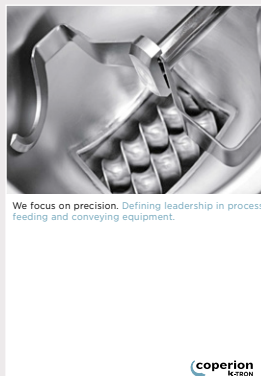 We focus on precision. Defining leadership in process
feeding and conveying equipment.
coperion
K-TRON